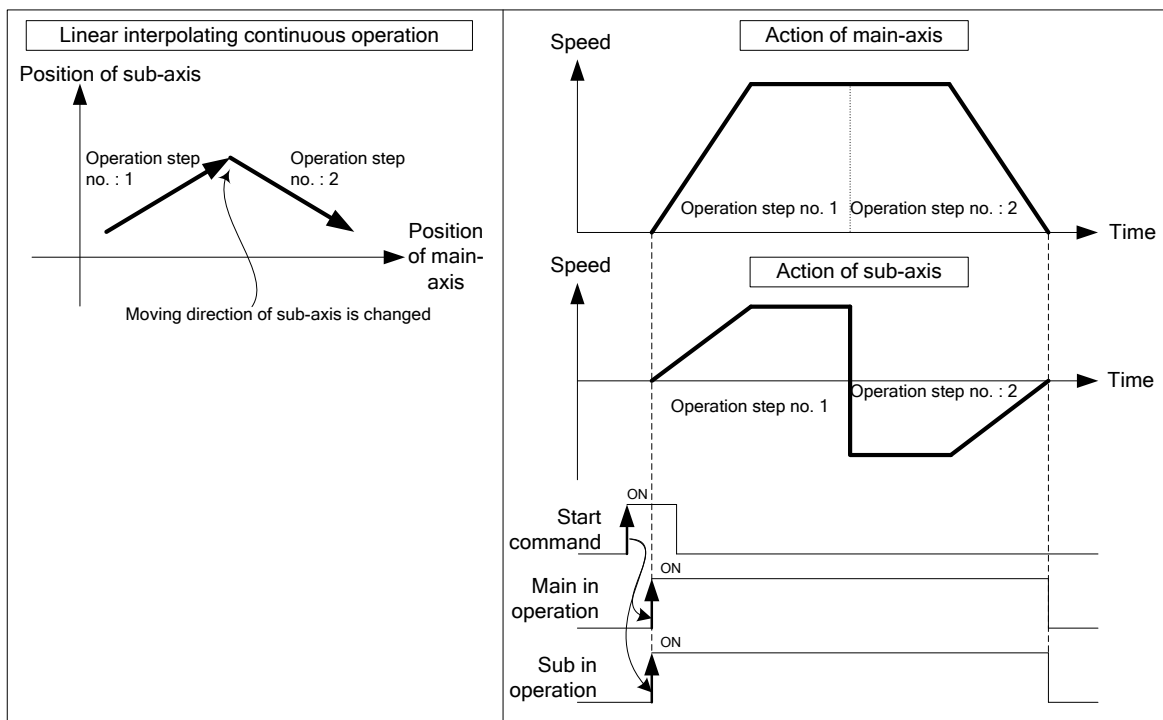 Linear interpolating continuous operation
Position of sub-axis
Operation step
no. : 1
Operation step
no. : 2
Position
of main-
axis
Moving direction of sub-axis is changed
Action of main-axis
Speed
Operation step no. 1
Operation step no. : 2
Time
Action of sub-axis
Speed
Operation step no. 1
Operation step no. : 2
Time
ON
Start
command
ON
Main in
operation
ON
Sub in
operation